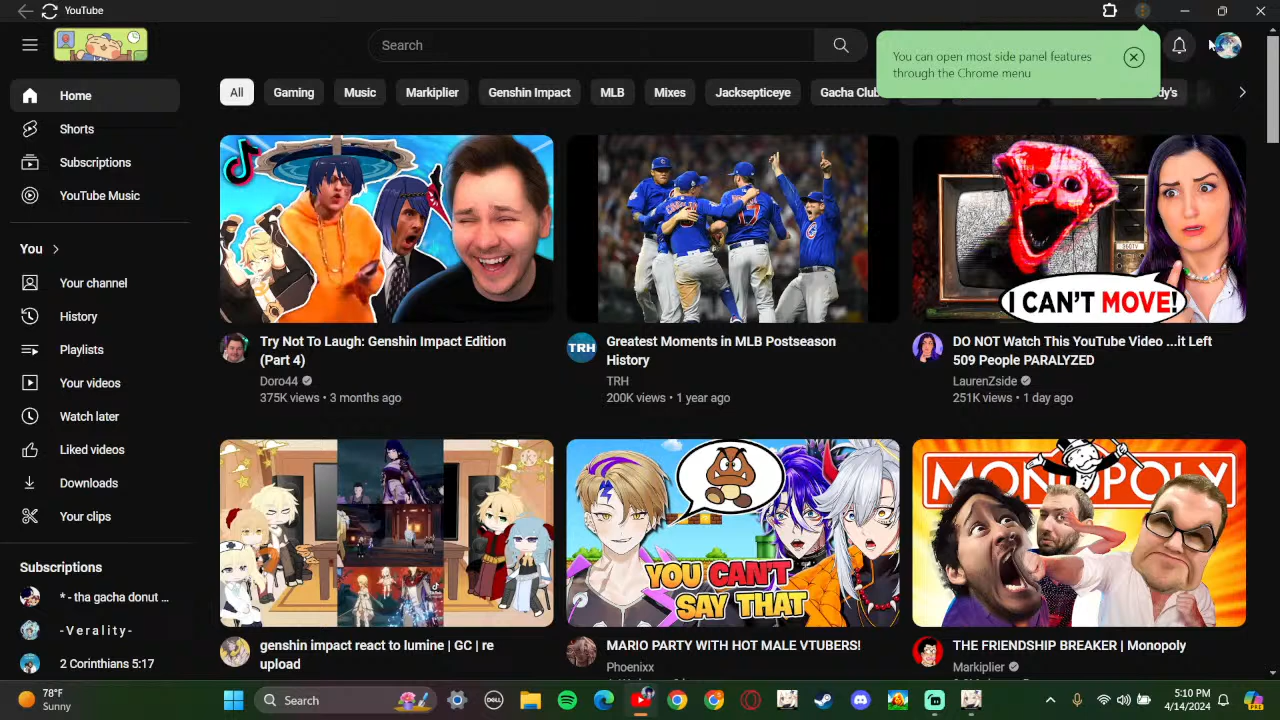 YouTube
Search
You can open most side panel features
through the Chrome menu
All
Gaming
Music
Markiplier
Genshin Impact
MLB
Mixes
Jacksepticeye
Gacha Club
Home
Shorts
Subscriptions
YouTube Music
You
Your channel
History
Playlists
Your videos
Watch later
Liked videos
Downloads
Your clips
Subscriptions
* - tha gacha donut ...
- V e r a l i t y -
2 Corinthians 5:17
I CAN'T MOVE!
Try Not To Laugh: Genshin Impact Edition
(Part 4)
Doro44
375K views • 3 months ago
TRH
Greatest Moments in MLB Postseason
History
TRH
200K views • 1 year ago
DO NOT Watch This YouTube Video ...it Left
509 People PARALYZED
LaurenZside
251K views • 1 day ago
YOU CAN'T
SAY THAT
MONOPOLY
genshin impact react to lumine | GC | re
upload
MARIO PARTY WITH HOT MALE VTUBERS!
Phoenixx
THE FRIENDSHIP BREAKER | Monopoly
Markiplier
78°F
Sunny
Search
DELL
5:10 PM
4/14/2024
PRE